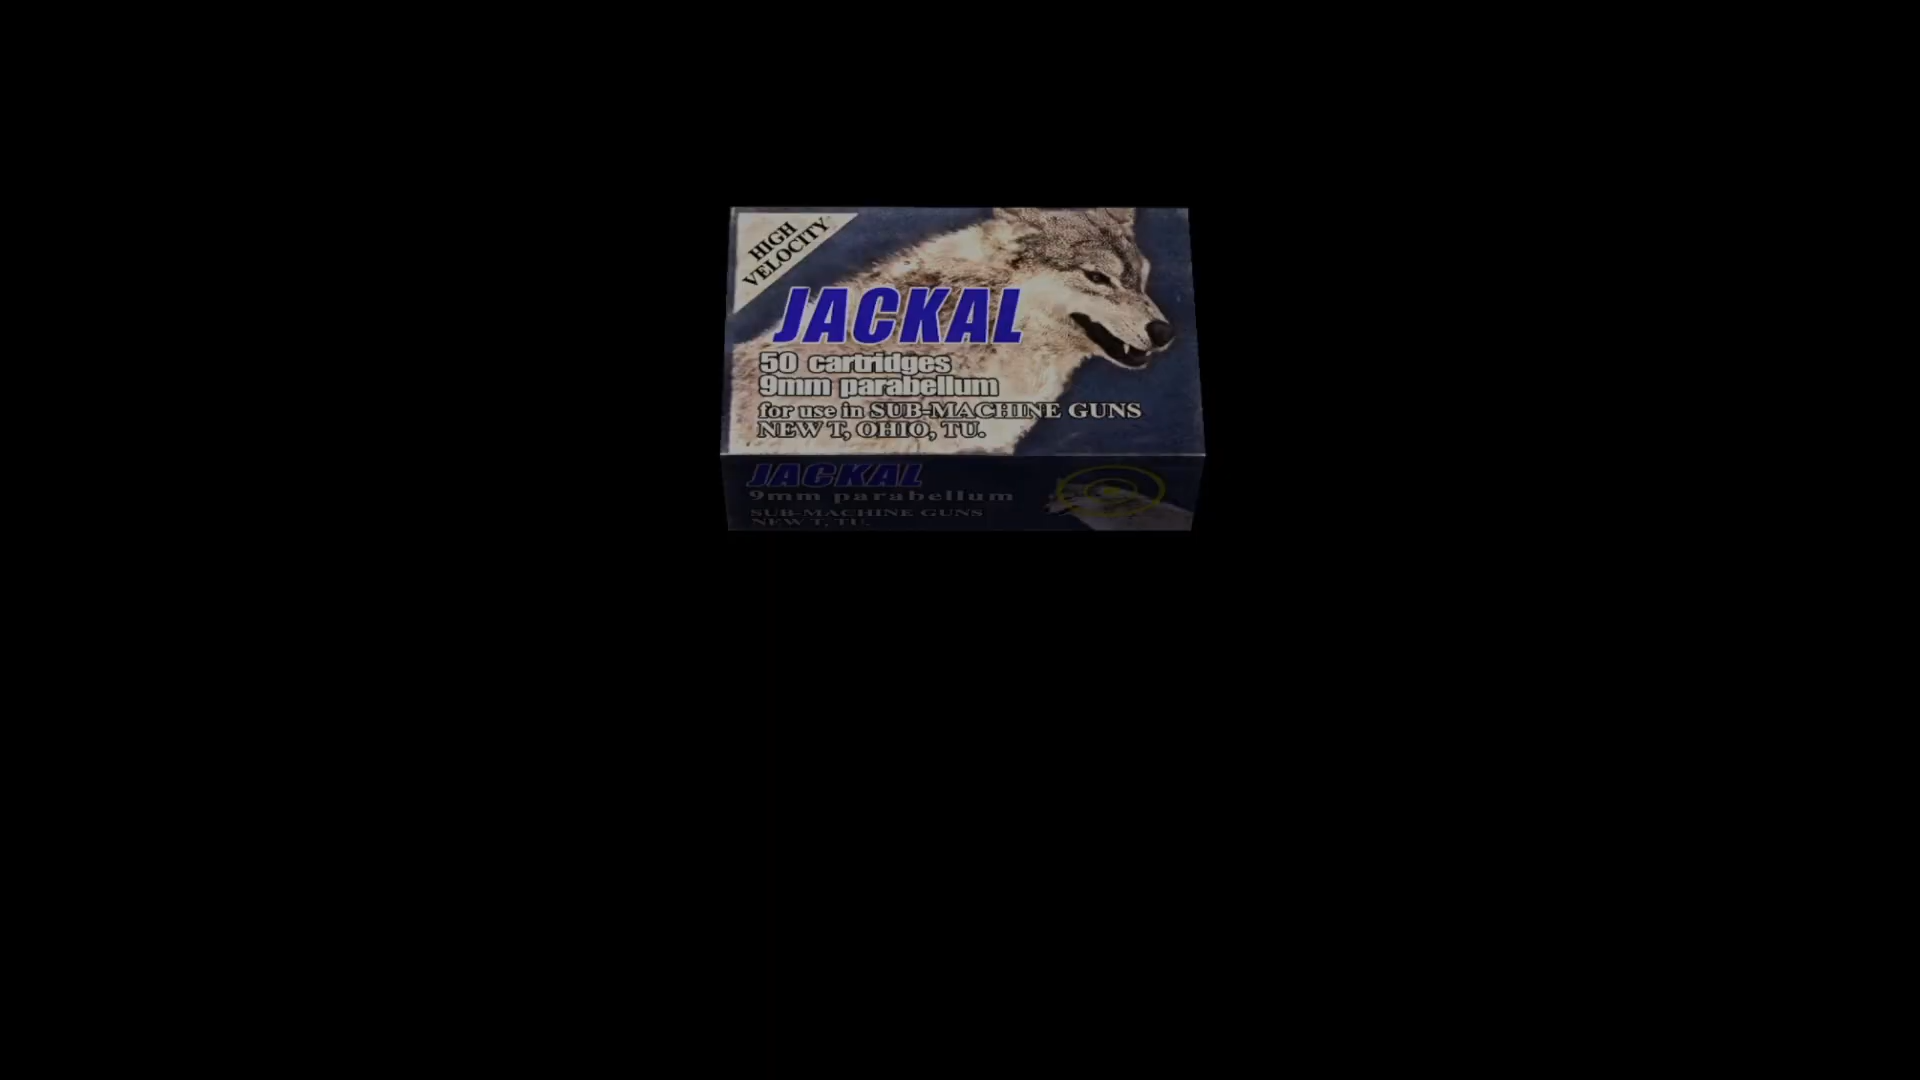 HIGH
VELOCITY
JACKAL
50 cartridges
9mm parabellum
for use in SUB-MACHINE GUNS
NEW T, OHIO, TU.
JACKAL
9mm parabellum
SUB-MACHINE GUNS
NEW T, TU.